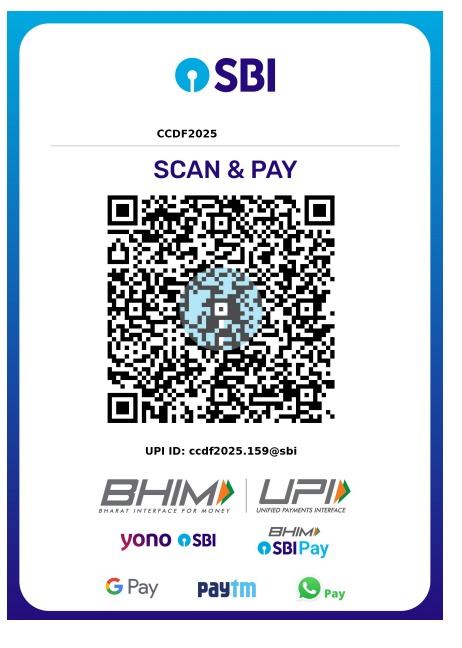 SBI
CCDF2025
SCAN & PAY
UPI ID: ccdf2025.159@sbi
BHIM UPI
BHARAT INTERFACE FOR MONEY UNIFIED PAYMENTS INTERFACE
yono SBI BHIM SBI Pay
G Pay paytm Pay